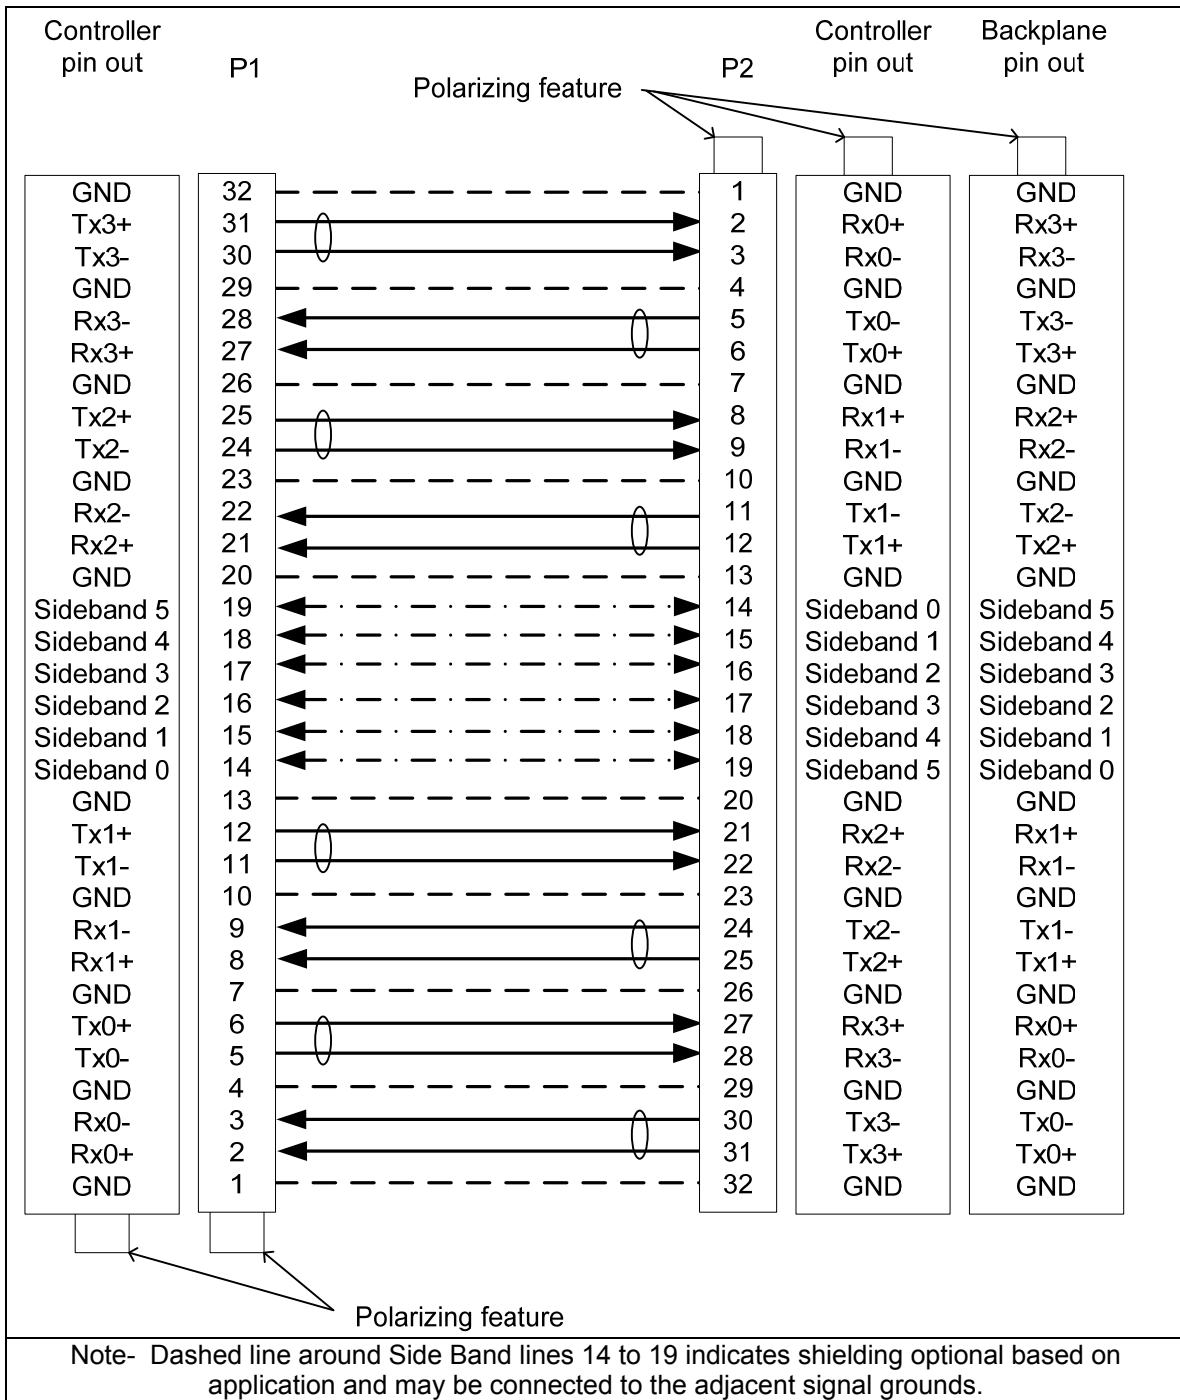 Controller pin out P1 P2 Controller pin out Backplane pin out
Polarizing feature
GND 32 1 GND GND
Tx3+ 31 2 Rx0+ Rx3+
Tx3- 30 3 Rx0- Rx3-
GND 29 4 GND GND
Rx3- 28 5 Tx0- Tx3-
Rx3+ 27 6 Tx0+ Tx3+
GND 26 7 GND GND
Tx2+ 25 8 Rx1+ Rx2+
Tx2- 24 9 Rx1- Rx2-
GND 23 10 GND GND
Rx2- 22 11 Tx1- Tx2-
Rx2+ 21 12 Tx1+ Tx2+
GND 20 13 GND GND
Sideband 5 19 14 Sideband 0 Sideband 5
Sideband 4 18 15 Sideband 1 Sideband 4
Sideband 3 17 16 Sideband 2 Sideband 3
Sideband 2 16 17 Sideband 3 Sideband 2
Sideband 1 15 18 Sideband 4 Sideband 1
Sideband 0 14 19 Sideband 5 Sideband 0
GND 13 20 GND GND
Tx1+ 12 21 Rx2+ Rx1+
Tx1- 11 22 Rx2- Rx1-
GND 10 23 GND GND
Rx1- 9 24 Tx2- Tx1-
Rx1+ 8 25 Tx2+ Tx1+
GND 7 26 GND GND
Tx0+ 6 27 Rx3+ Rx0+
Tx0- 5 28 Rx3- Rx0-
GND 4 29 GND GND
Rx0- 3 30 Tx3- Tx0-
Rx0+ 2 31 Tx3+ Tx0+
GND 1 32 GND GND
Polarizing feature
Note- Dashed line around Side Band lines 14 to 19 indicates shielding optional based on
application and may be connected to the adjacent signal grounds.